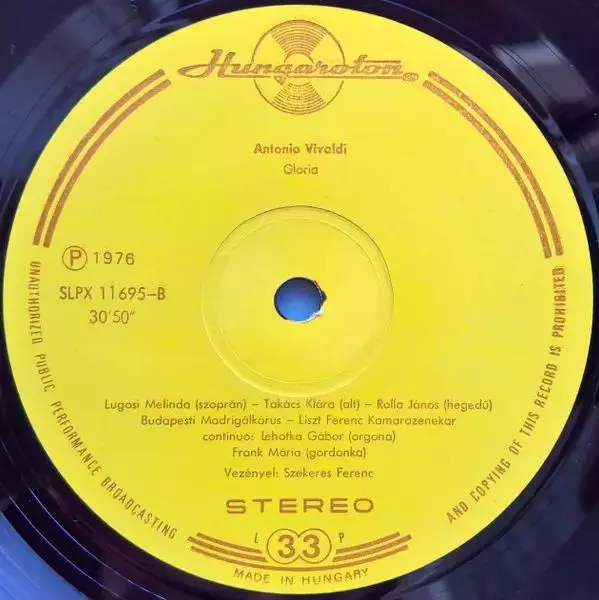 Hungaroton®
Antonio Vivaldi
Gloria
Ⓟ 1976
SLPX 11695-B
30'50"
Lugosi Melinda (szoprán) – Takács Klára (alt) – Rolla János (hegedű)
Budapesti Madrigálkórus – Liszt Ferenc Kamarazenekar
continuo: Lehotka Gábor (orgona)
Frank Mária (gordonka)
Vezényel: Szekeres Ferenc
STEREO
L 33 P
MADE IN HUNGARY
UNAUTHORIZED PUBLIC PERFORMANCE BROADCASTING
AND COPYING OF THIS RECORD IS PROHIBITED